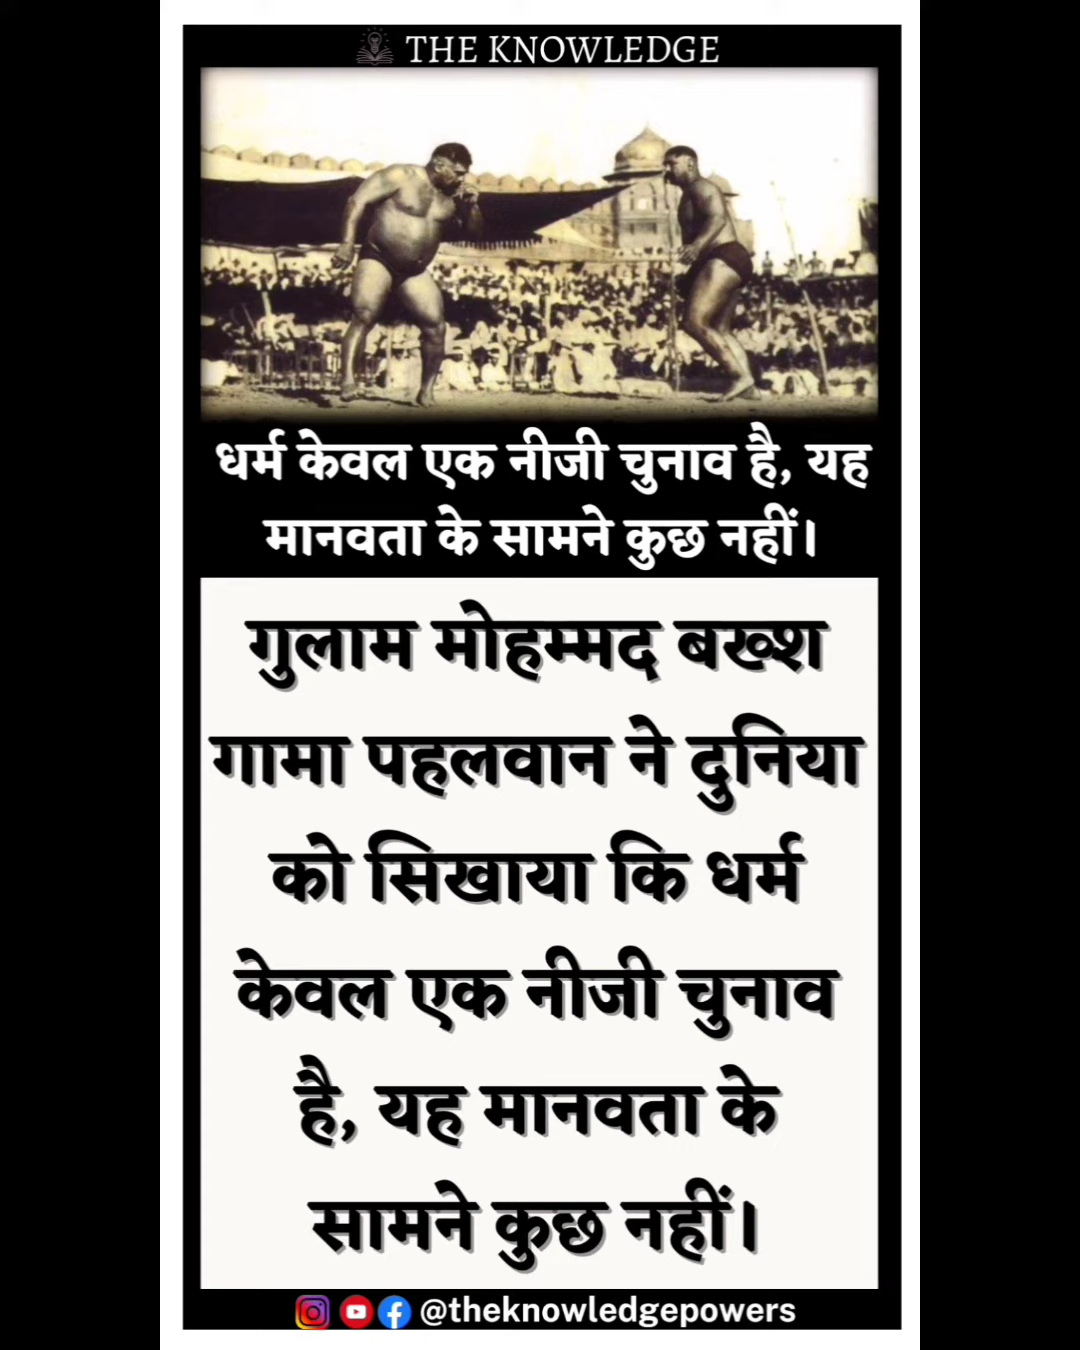 THE KNOWLEDGE
धर्म केवल एक नीजी चुनाव है, यह
मानवता के सामने कुछ नहीं।
गुलाम मोहम्मद बख्श
गामा पहलवान ने दुनिया
को सिखाया कि धर्म
केवल एक नीजी चुनाव
है, यह मानवता के
सामने कुछ नहीं।
@theknowledgepowers